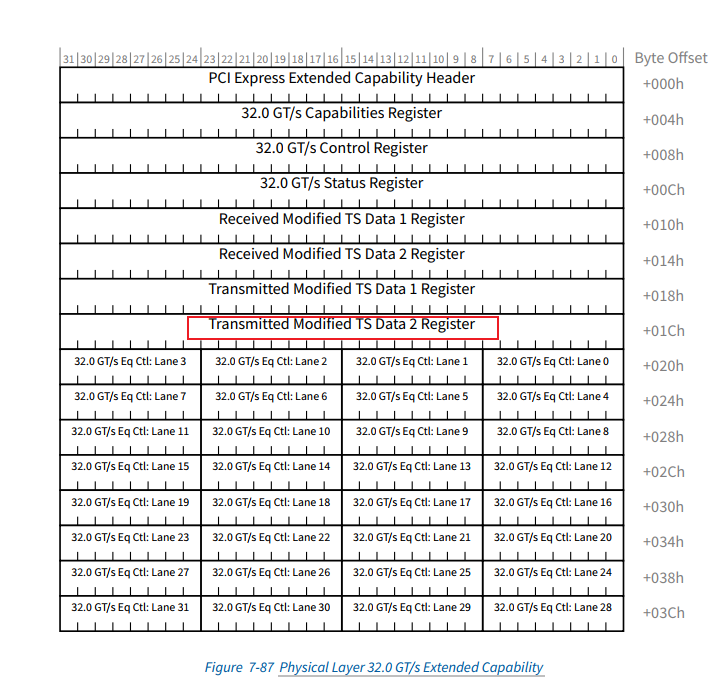 31 30 29 28 27 26 25 24 23 22 21 20 19 18 17 16 15 14 13 12 11 10 9 8 7 6 5 4 3 2 1 0 Byte Offset
PCI Express Extended Capability Header +000h
32.0 GT/s Capabilities Register +004h
32.0 GT/s Control Register +008h
32.0 GT/s Status Register +00Ch
Received Modified TS Data 1 Register +010h
Received Modified TS Data 2 Register +014h
Transmitted Modified TS Data 1 Register +018h
Transmitted Modified TS Data 2 Register +01Ch
32.0 GT/s Eq Ctl: Lane 3 32.0 GT/s Eq Ctl: Lane 2 32.0 GT/s Eq Ctl: Lane 1 32.0 GT/s Eq Ctl: Lane 0 +020h
32.0 GT/s Eq Ctl: Lane 7 32.0 GT/s Eq Ctl: Lane 6 32.0 GT/s Eq Ctl: Lane 5 32.0 GT/s Eq Ctl: Lane 4 +024h
32.0 GT/s Eq Ctl: Lane 11 32.0 GT/s Eq Ctl: Lane 10 32.0 GT/s Eq Ctl: Lane 9 32.0 GT/s Eq Ctl: Lane 8 +028h
32.0 GT/s Eq Ctl: Lane 15 32.0 GT/s Eq Ctl: Lane 14 32.0 GT/s Eq Ctl: Lane 13 32.0 GT/s Eq Ctl: Lane 12 +02Ch
32.0 GT/s Eq Ctl: Lane 19 32.0 GT/s Eq Ctl: Lane 18 32.0 GT/s Eq Ctl: Lane 17 32.0 GT/s Eq Ctl: Lane 16 +030h
32.0 GT/s Eq Ctl: Lane 23 32.0 GT/s Eq Ctl: Lane 22 32.0 GT/s Eq Ctl: Lane 21 32.0 GT/s Eq Ctl: Lane 20 +034h
32.0 GT/s Eq Ctl: Lane 27 32.0 GT/s Eq Ctl: Lane 26 32.0 GT/s Eq Ctl: Lane 25 32.0 GT/s Eq Ctl: Lane 24 +038h
32.0 GT/s Eq Ctl: Lane 31 32.0 GT/s Eq Ctl: Lane 30 32.0 GT/s Eq Ctl: Lane 29 32.0 GT/s Eq Ctl: Lane 28 +03Ch
Figure 7-87 Physical Layer 32.0 GT/s Extended Capability